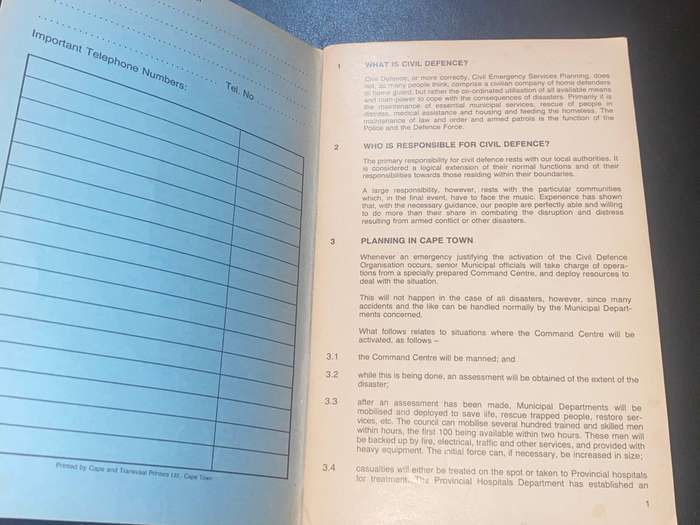 Important Telephone Numbers:
Tel. No
Printed by Cape and Transvaal Printers Ltd., Cape Town
1 WHAT IS CIVIL DEFENCE?
Civil Defence, or more correctly, Civil Emergency Services Planning, does
not, as many people think, comprise a civilian company of home defenders
or home guard, but rather the co-ordinated utilisation of all available means
and man-power to cope with the consequences of disasters. Primarily it is
the maintenance of essential municipal services, rescue of people in
distress, medical assistance and housing and feeding the homeless. The
maintenance of law and order and armed patrols is the function of the
Police and the Defence Force.
2 WHO IS RESPONSIBLE FOR CIVIL DEFENCE?
The primary responsibility for civil defence rests with our local authorities. It
is considered a logical extension of their normal functions and of their
responsibilities towards those residing within their boundaries.
A large responsibility, however, rests with the particular communities
which, in the final event, have to face the music. Experience has shown
that, with the necessary guidance, our people are perfectly able and willing
to do more than their share in combating the disruption and distress
resulting from armed conflict or other disasters.
3 PLANNING IN CAPE TOWN
Whenever an emergency justifying the activation of the Civil Defence
Organisation occurs, senior Municipal officials will take charge of opera-
tions from a specially prepared Command Centre, and deploy resources to
deal with the situation.
This will not happen in the case of all disasters, however, since many
accidents and the like can be handled normally by the Municipal Depart-
ments concerned.
What follows relates to situations where the Command Centre will be
activated, as follows –
3.1 the Command Centre will be manned; and
3.2 while this is being done, an assessment will be obtained of the extent of the
disaster;
3.3 after an assessment has been made, Municipal Departments will be
mobilised and deployed to save life, rescue trapped people, restore ser-
vices, etc. The council can mobilise several hundred trained and skilled men
within hours, the first 100 being available within two hours. These men will
be backed up by fire, electrical, traffic and other services, and provided with
heavy equipment. The initial force can, if necessary, be increased in size;
3.4 casualties will either be treated on the spot or taken to Provincial hospitals
for treatment. The Provincial Hospitals Department has established an
1